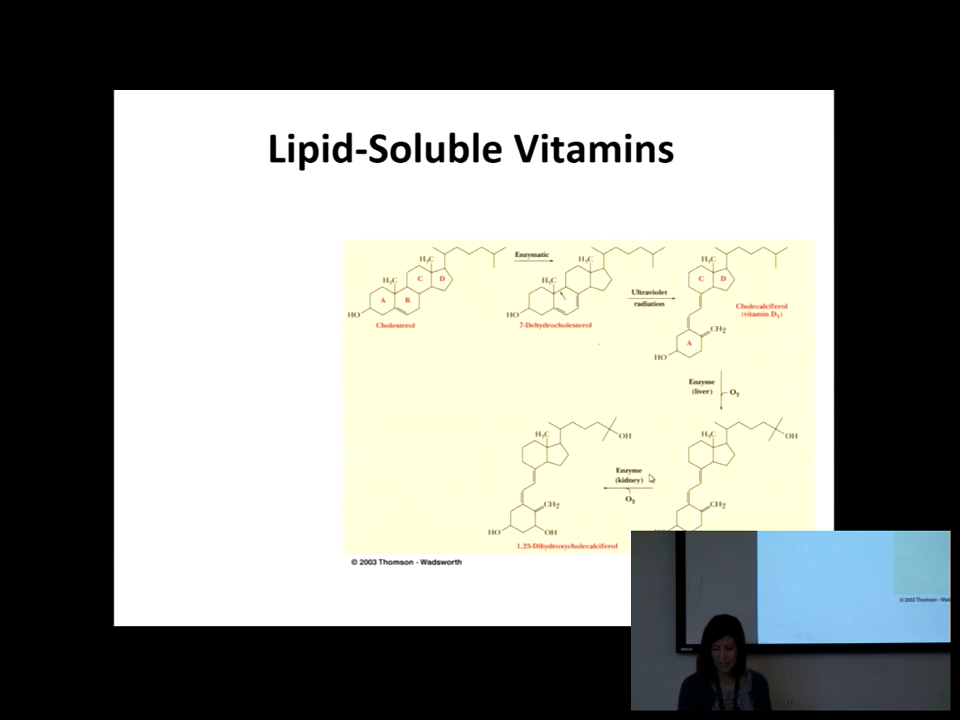 Lipid-Soluble Vitamins
H₃C
H₃C
C
D
A
B
HO
Cholesterol
Enzymatic
H₃C
H₃C
HO
7-Dehydrocholesterol
Ultraviolet
radiation
H₃C
C
D
CH₂
A
HO
Cholecalciferol
(vitamin D₃)
Enzyme
(liver)
O₂
H₃C
OH
CH₂
Enzyme
(kidney)
O₂
H₃C
OH
CH₂
HO
OH
1,25-Dihydroxycholecalciferol
© 2003 Thomson - Wadsworth
© 2003 Thomson - Wad